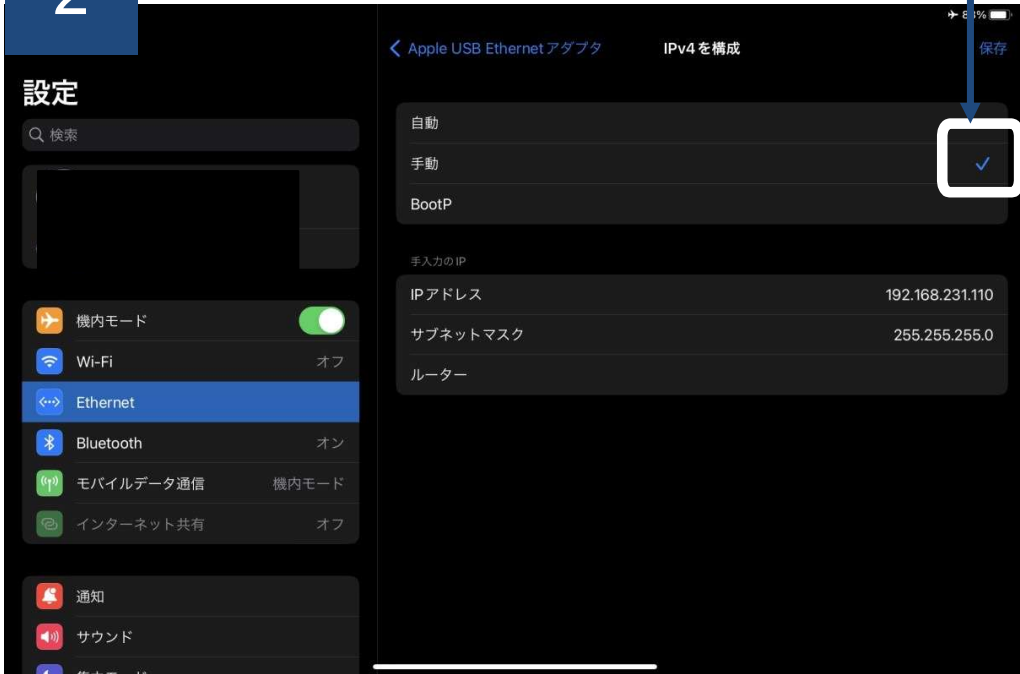 2
8 %
Apple USB Ethernetアダプタ
IPv4を構成
保存
設定
検索
自動
手動
BootP
手入力のIP
IPアドレス
192.168.231.110
サブネットマスク
255.255.255.0
ルーター
機内モード
Wi-Fi
オフ
Ethernet
Bluetooth
オン
モバイルデータ通信
機内モード
インターネット共有
オフ
通知
サウンド